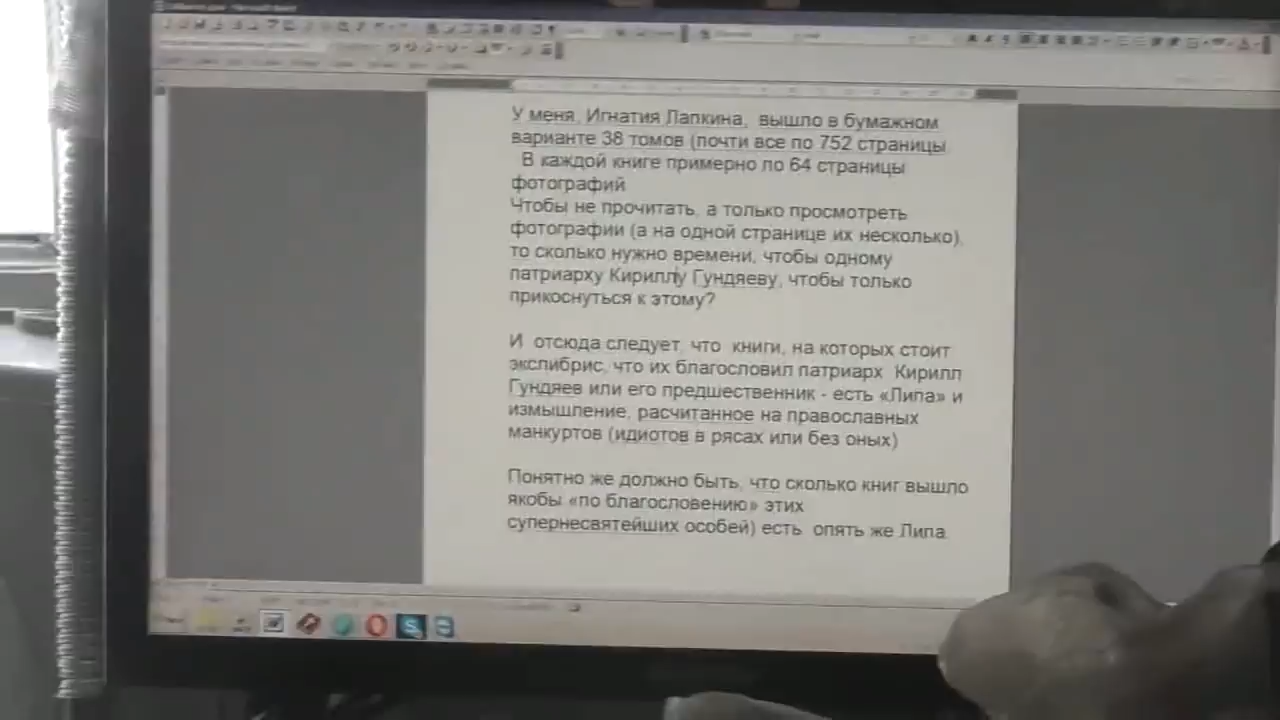 У меня, Игнатия Лапкина, вышло в бумажном
варианте 38 томов (почти все по 752 страницы.
В каждой книге примерно по 64 страницы
фотографий.
Чтобы не прочитать, а только просмотреть
фотографии (а на одной странице их несколько),
то сколько нужно времени, чтобы одному
патриарху Кириллу Гундяеву, чтобы только
прикоснуться к этому?
И отсюда следует, что книги, на которых стоит
экслибрис, что их благословил патриарх Кирилл
Гундяев или его предшественник - есть «Липа» и
измышление, расчитанное на православных
манкуртов (идиотов в рясах или без оных)
Понятно же должно быть, что сколько книг вышло
якобы «по благословению» этих
супернесвятейших особей) есть опять же Липа.